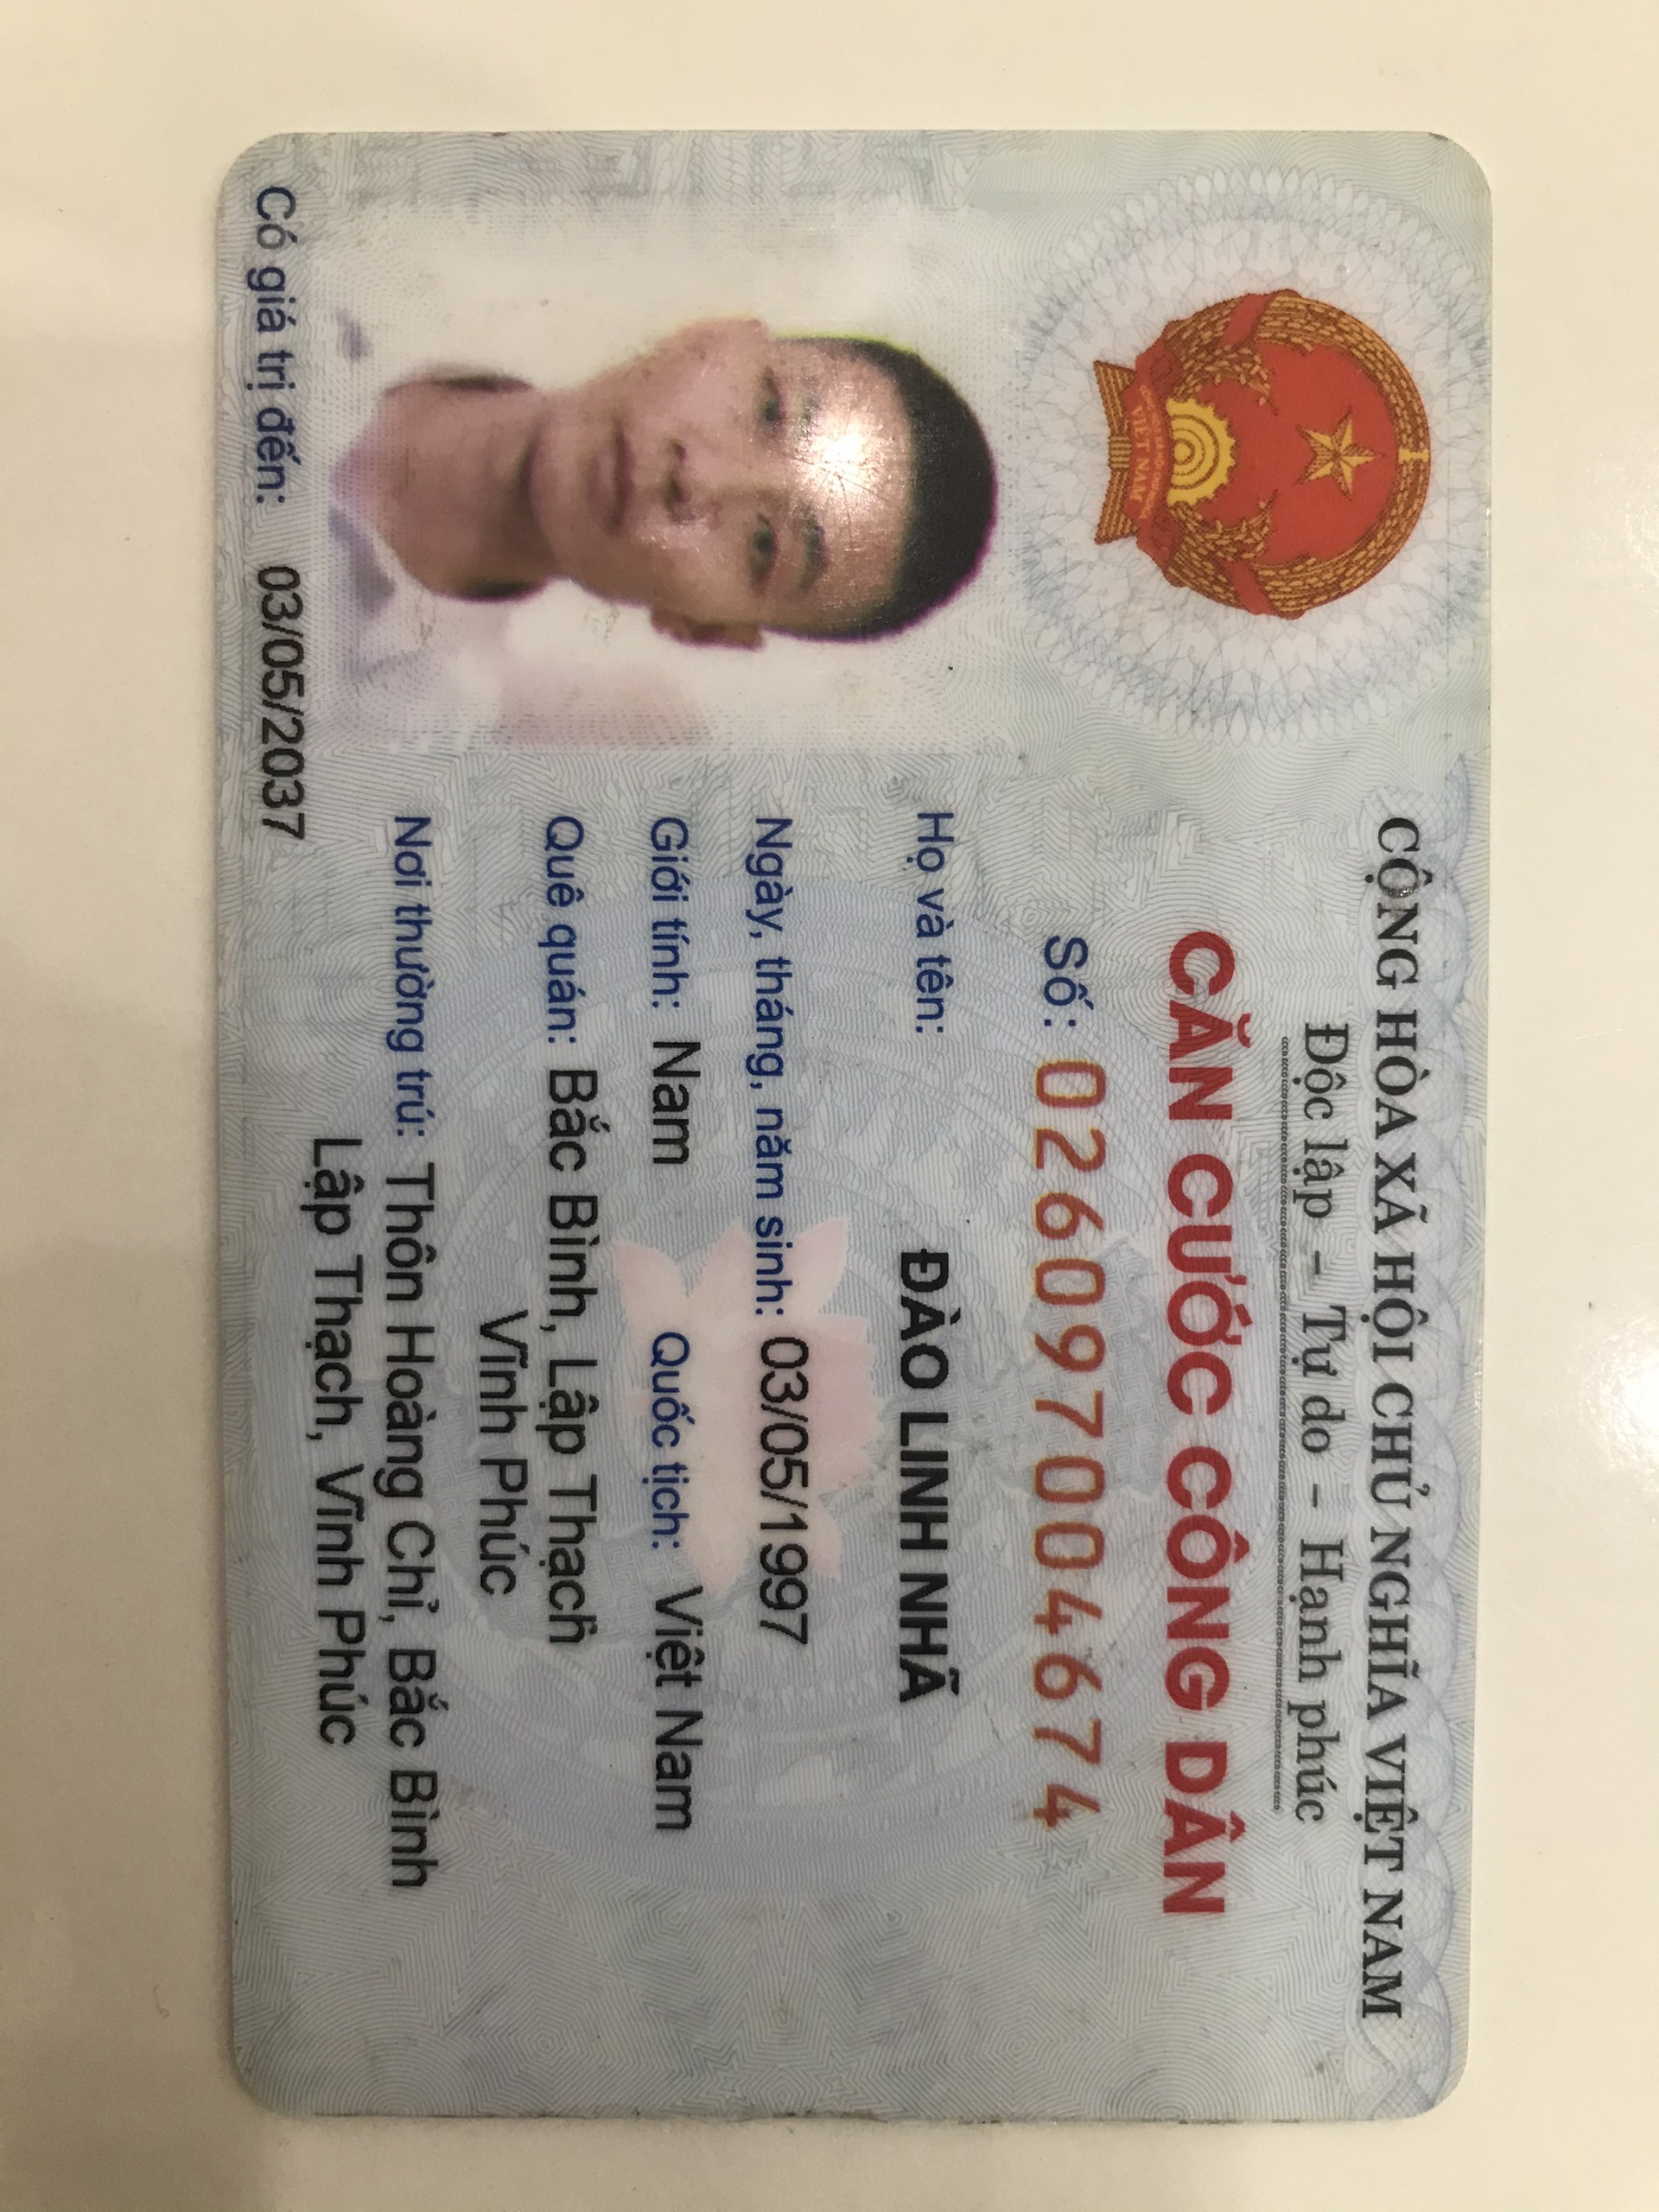 CỘNG HÒA XÃ HỘI CHỦ NGHĨA VIỆT NAM
Độc lập - Tự do - Hạnh phúc
CĂN CƯỚC CÔNG DÂN
Số: 026097004674
Họ và tên:
ĐÀO LINH NHÃ
Ngày, tháng, năm sinh: 03/05/1997
Giới tính: Nam Quốc tịch: Việt Nam
Quê quán: Bắc Bình, Lập Thạch
Vĩnh Phúc
Nơi thường trú: Thôn Hoàng Chỉ, Bắc Bình
Lập Thạch, Vĩnh Phúc
Có giá trị đến: 03/05/2037
VIỆT NAM